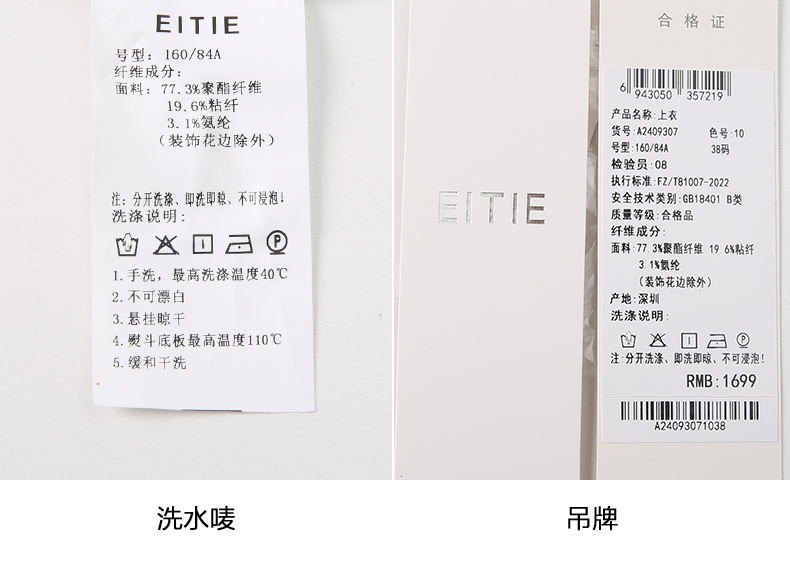 EITIE
号型: 160/84A
纤维成分:
面料: 77.3%聚酯纤维
19.6%粘纤
3.1%氨纶
(装饰花边除外)
注: 分开洗涤、即洗即晾、不可浸泡!
洗涤说明:
1.手洗, 最高洗涤温度40℃
2.不可漂白
3.悬挂晾干
4.熨斗底板最高温度110℃
5.缓和干洗
EITIE
合格证
6 943050 357219
产品名称:上衣
货号:A2409307 色号:10
号型:160/84A 38码
检验员:08
执行标准:FZ/T81007-2022
安全技术类别:GB18401 B类
质量等级:合格品
纤维成分:
面料:77.3%聚酯纤维 19.6%粘纤
3.1%氨纶
(装饰花边除外)
产地:深圳
洗涤说明:
注:分开洗涤、即洗即晾、不可浸泡!
RMB:1699
A24093071038
洗水唛
吊牌